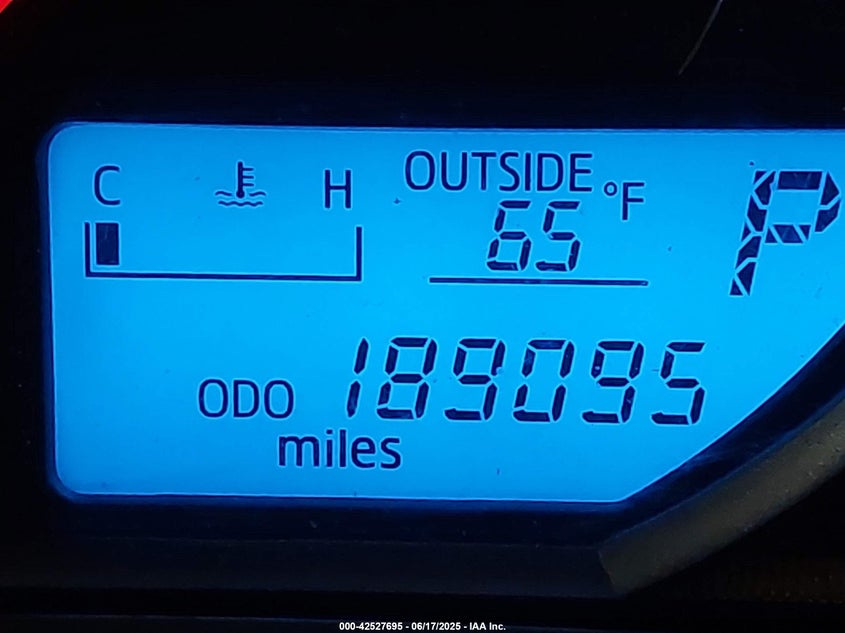 C H OUTSIDE °F
65 P
ODO 189095
miles
000-42527695 - 06/17/2025 - IAA Inc.